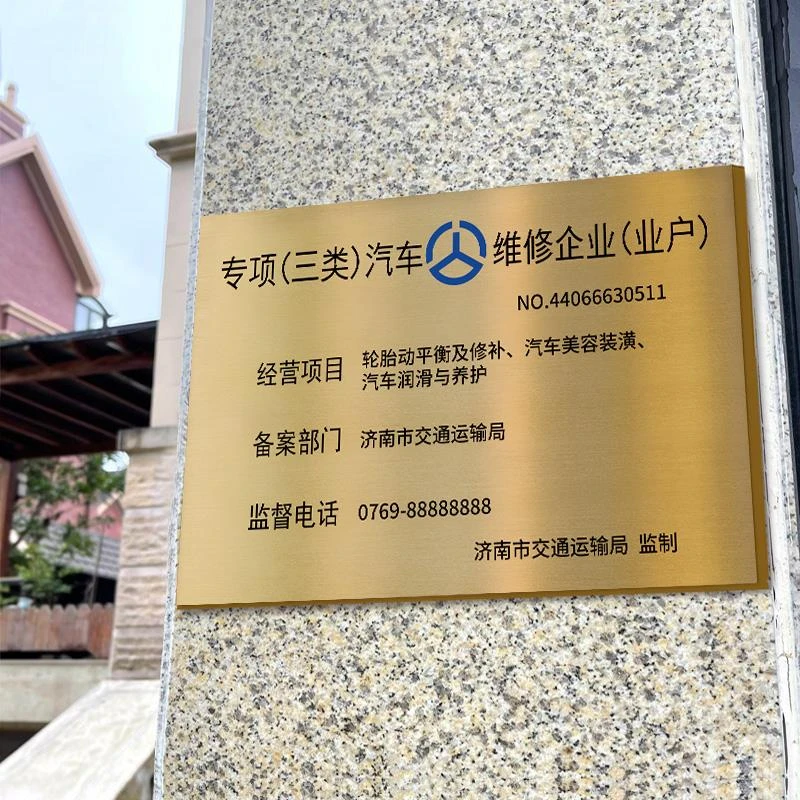 专项(三类)汽车维修企业(业户)
NO.44066630511
经营项目 轮胎动平衡及修补、汽车美容装潢、
汽车润滑与养护
备案部门 济南市交通运输局
监督电话 0769-88888888
济南市交通运输局 监制